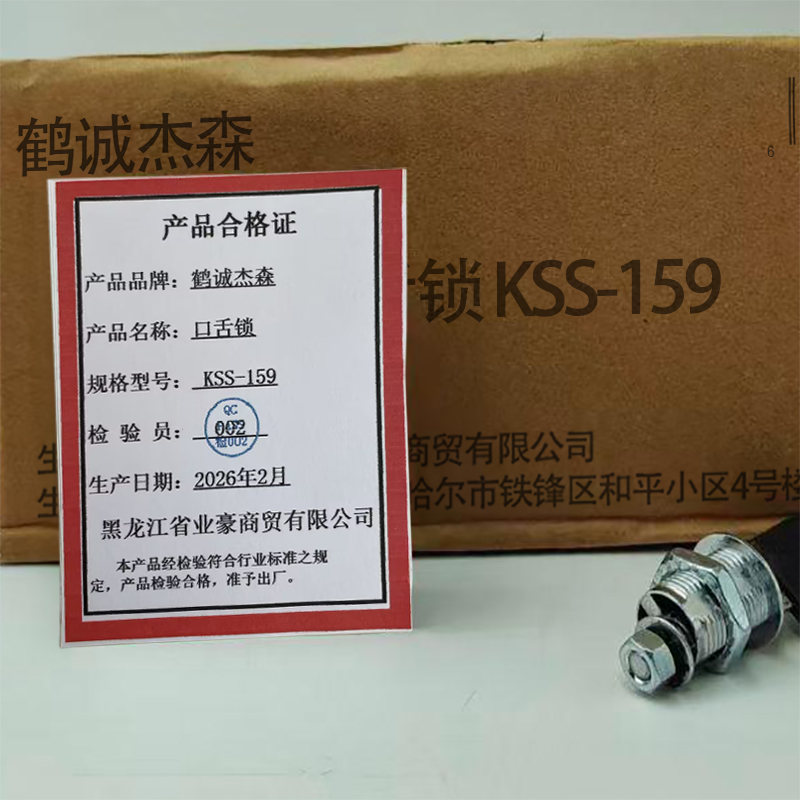 鹤诚杰森
6
锁 KSS-159
产品合格证
产品品牌：鹤诚杰森
产品名称：口舌锁
规格型号：KSS-159
检 验 员：002
QC
检002
生产日期：2026年2月
黑龙江省业豪商贸有限公司
本产品经检验符合行业标准之规
定，产品检验合格，准予出厂。
生
商贸有限公司
生
哈尔市铁锋区和平小区4号楼